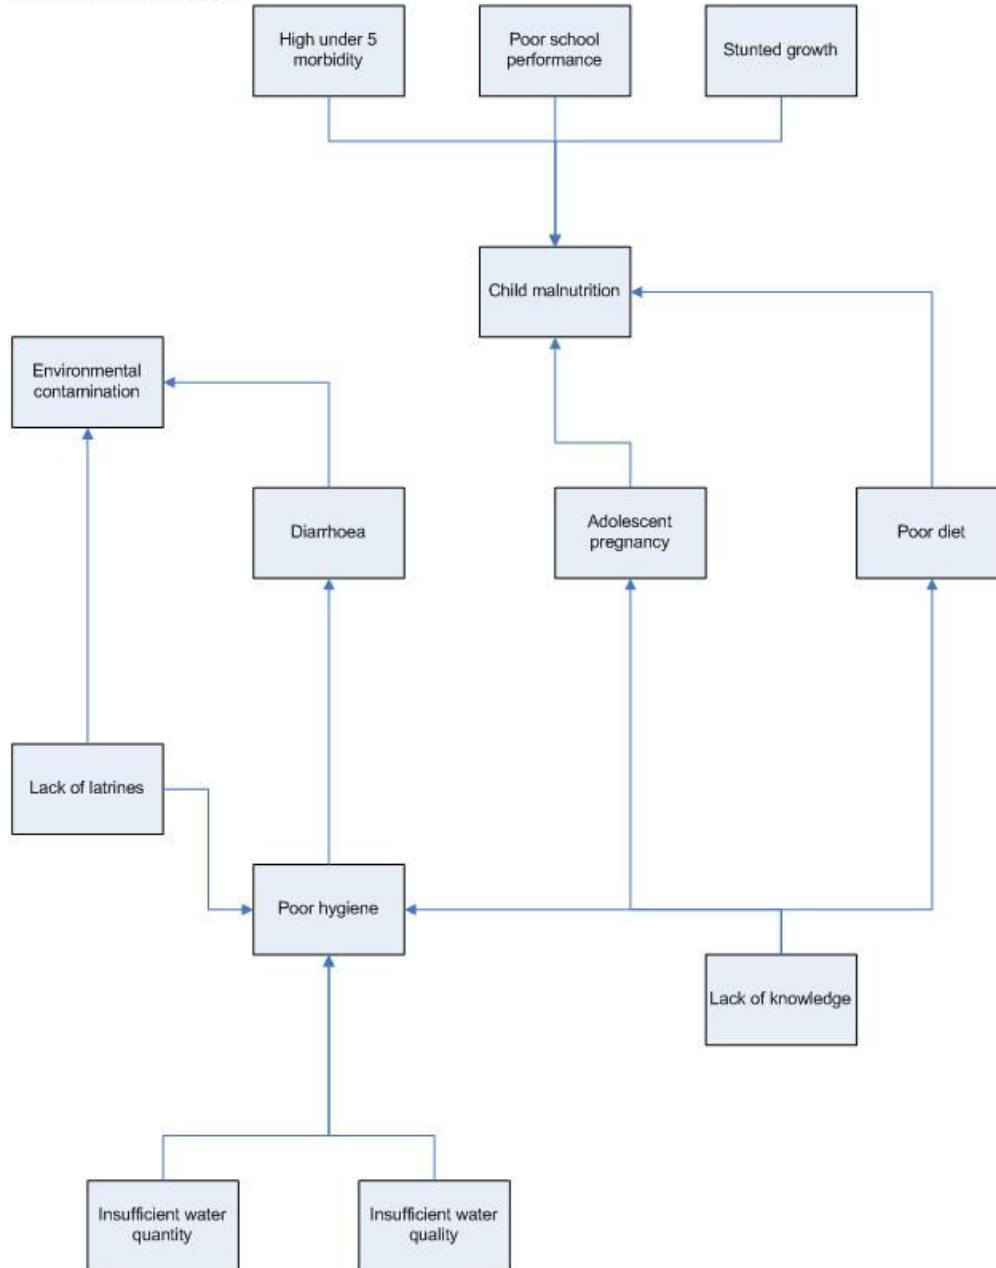 High under 5
morbidity
Poor school
performance
Stunted growth
Child malnutrition
Environmental
contamination
Diarrhoea
Adolescent
pregnancy
Poor diet
Lack of latrines
Poor hygiene
Lack of knowledge
Insufficient water
quantity
Insufficient water
quality